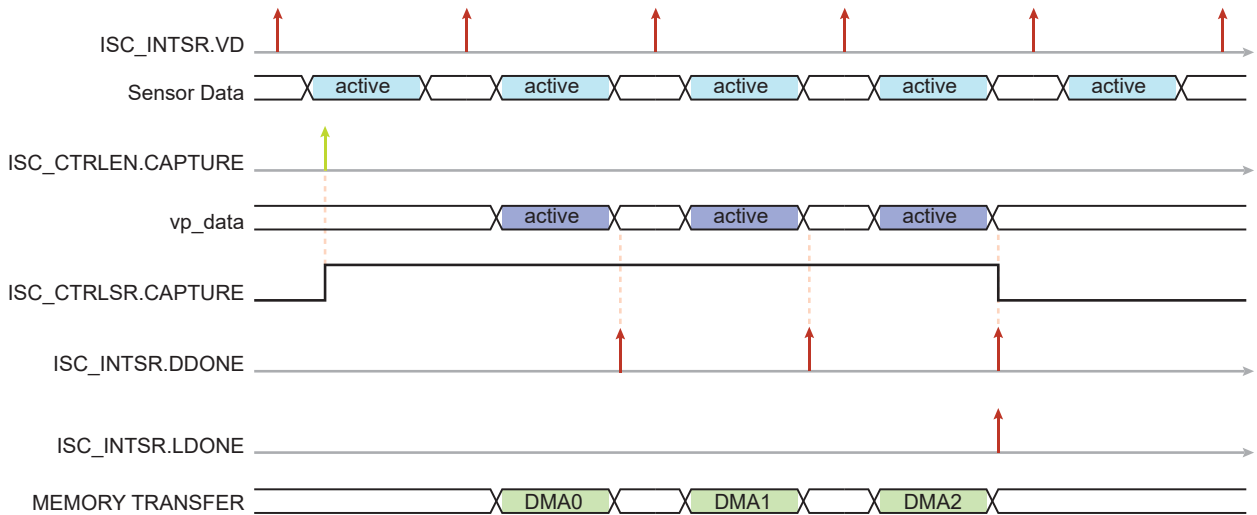 ISC_INTSR.VD
Sensor Data active active active active active
ISC_CTRLEN.CAPTURE
vp_data active active active
ISC_CTRLSR.CAPTURE
ISC_INTSR.DDONE
ISC_INTSR.LDONE
MEMORY TRANSFER DMA0 DMA1 DMA2